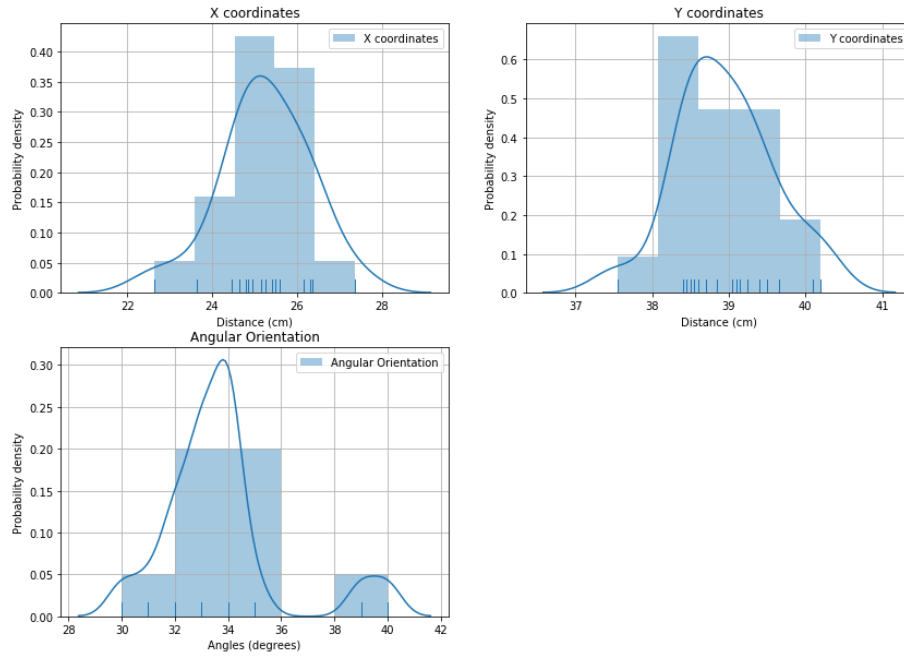 X coordinates
X coordinates
0.40
0.35
0.30
0.25
0.20
0.15
0.10
0.05
0.00
Probability density
22 24 26 28
Distance (cm)
Y coordinates
Y coordinates
0.6
0.5
0.4
0.3
0.2
0.1
0.0
Probability density
37 38 39 40 41
Distance (cm)
Angular Orientation
Angular Orientation
0.30
0.25
0.20
0.15
0.10
0.05
0.00
Probability density
28 30 32 34 36 38 40 42
Angles (degrees)